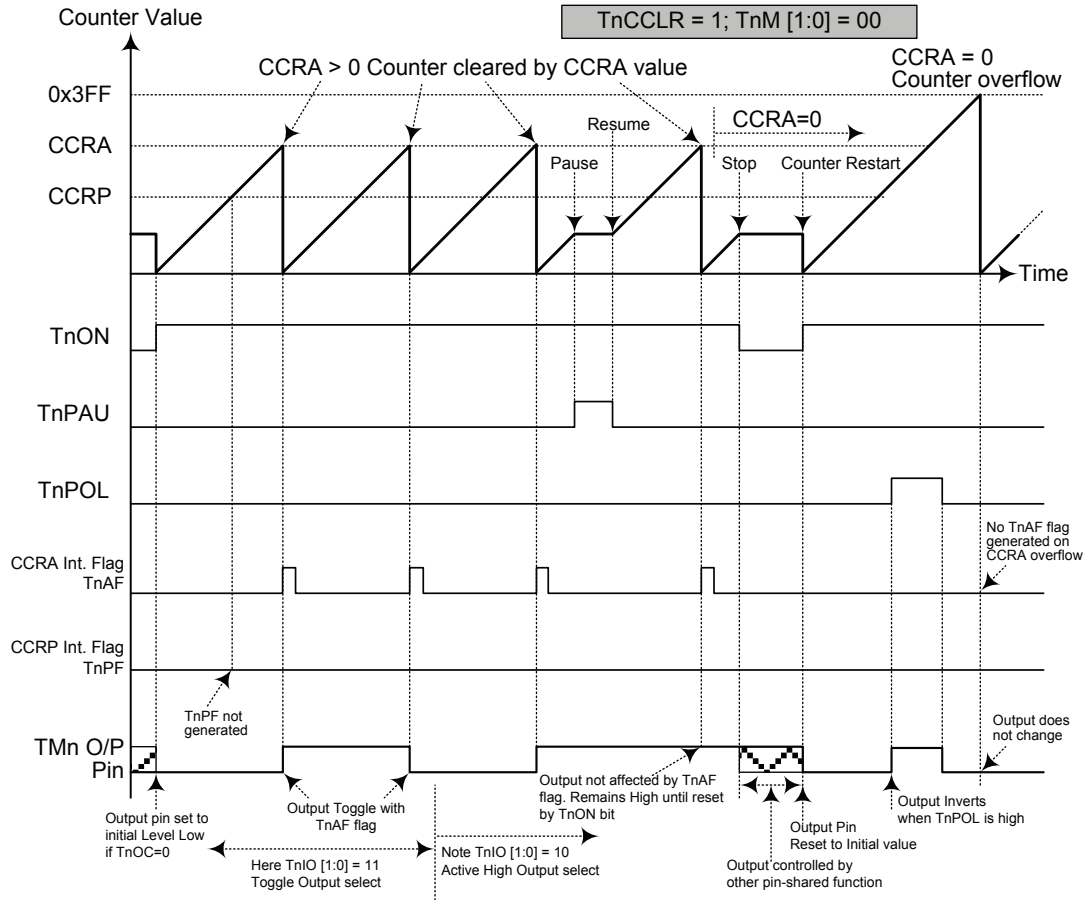 Counter Value
TnCCLR = 1; TnM [1:0] = 00
CCRA > 0 Counter cleared by CCRA value
CCRA = 0
Counter overflow
0x3FF
CCRA=0
Resume
CCRA
Pause
Stop
Counter Restart
CCRP
Time
TnON
TnPAU
TnPOL
No TnAF flag
generated on
CCRA overflow
CCRA Int. Flag
TnAF
CCRP Int. Flag
TnPF
TnPF not
generated
Output does
not change
TMn O/P
Pin
Output pin set to
initial Level Low
if TnOC=0
Output Toggle with
TnAF flag
Output not affected by TnAF
flag. Remains High until reset
by TnON bit
Output Inverts
when TnPOL is high
Output Pin
Reset to Initial value
Here TnIO [1:0] = 11
Toggle Output select
Note TnIO [1:0] = 10
Active High Output select
Output controlled by
other pin-shared function